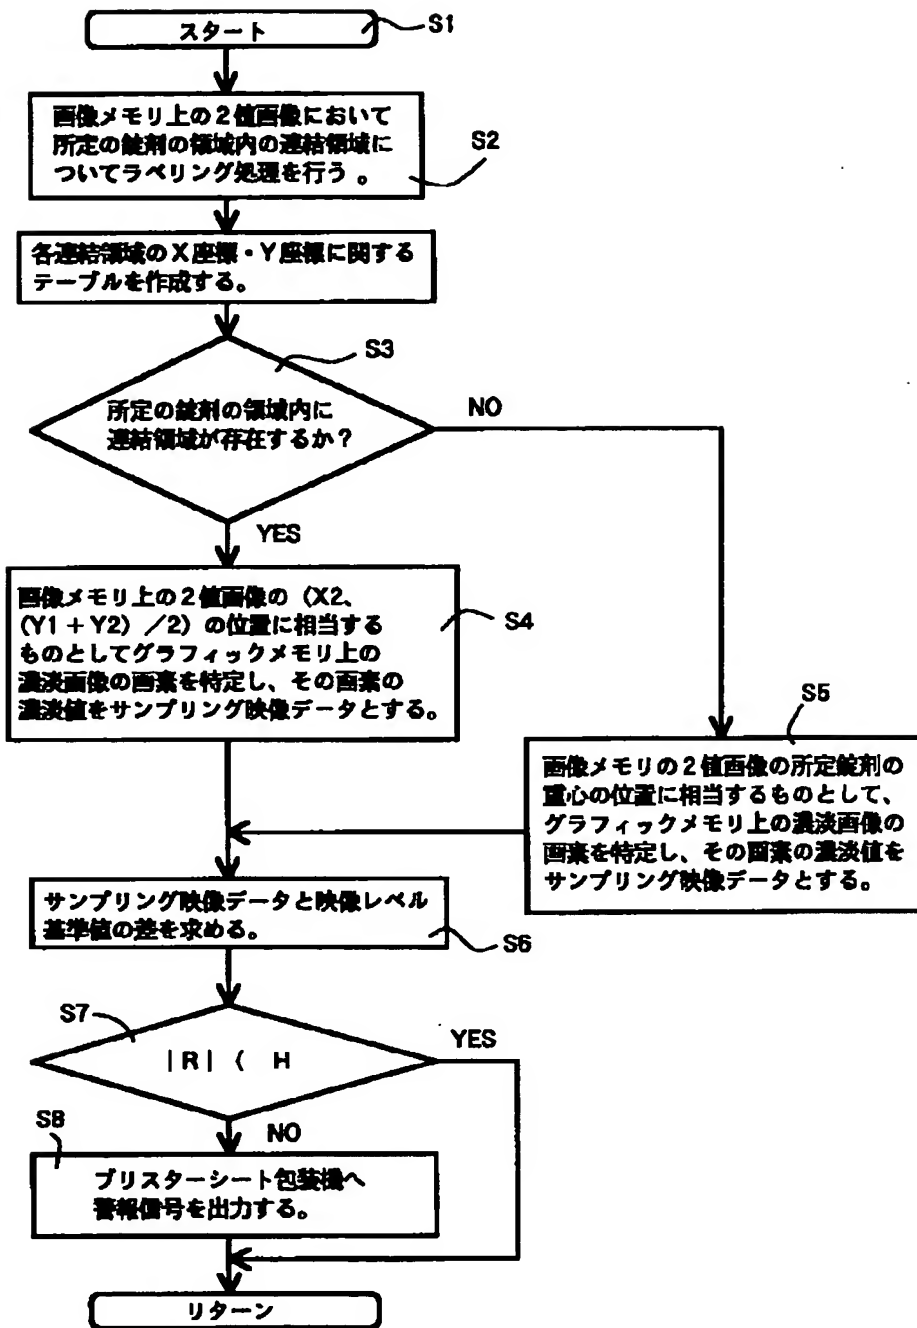 スタート
S1
画像メモリ上の2値画像において
所定の錠剤の領域内の連結領域に
ついてラベリング処理を行う。
S2
各連結領域のX座標・Y座標に関する
テーブルを作成する。
S3
所定の錠剤の領域内に
連結領域が存在するか?
NO
YES
画像メモリ上の2値画像の(X2、
(Y1+Y2)/2)の位置に相当する
ものとしてグラフィックメモリ上の
濃淡画像の画素を特定し、その画素の
濃淡値をサンプリング映像データとする。
S4
S5
画像メモリの2値画像の所定錠剤の
重心の位置に相当するものとして、
グラフィックメモリ上の濃淡画像の
画素を特定し、その画素の濃淡値を
サンプリング映像データとする。
サンプリング映像データと映像レベル
基準値の差を求める。
S6
S7
|R| 〈 H
YES
NO
S8
ブリスターシート包装機へ
警報信号を出力する。
リターン